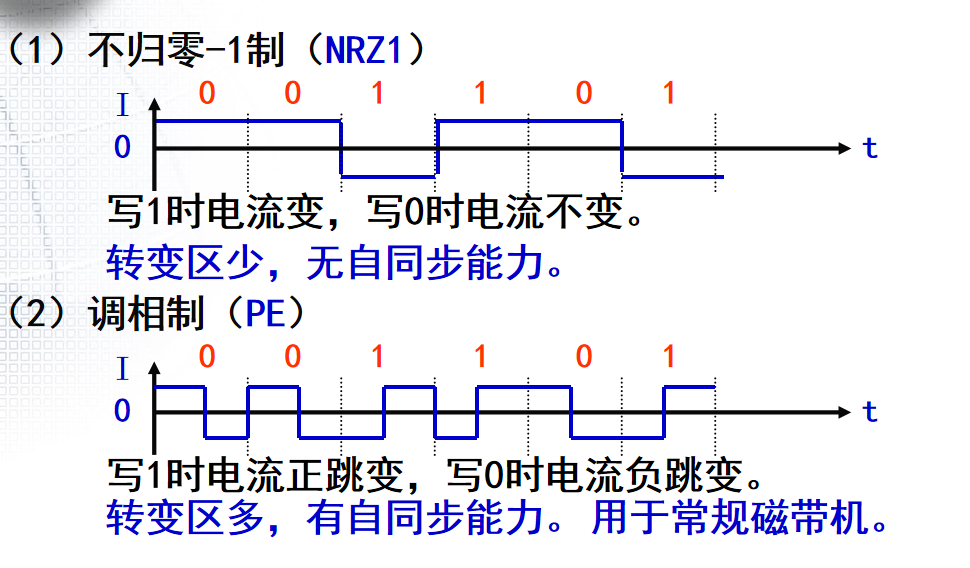 （1）不归零-1制（NRZ1）
0 0 1 1 0 1
I
0 t
写1时电流变，写0时电流不变。
转变区少，无自同步能力。
（2）调相制（PE）
0 0 1 1 0 1
I
0 t
写1时电流正跳变，写0时电流负跳变。
转变区多，有自同步能力。用于常规磁带机。